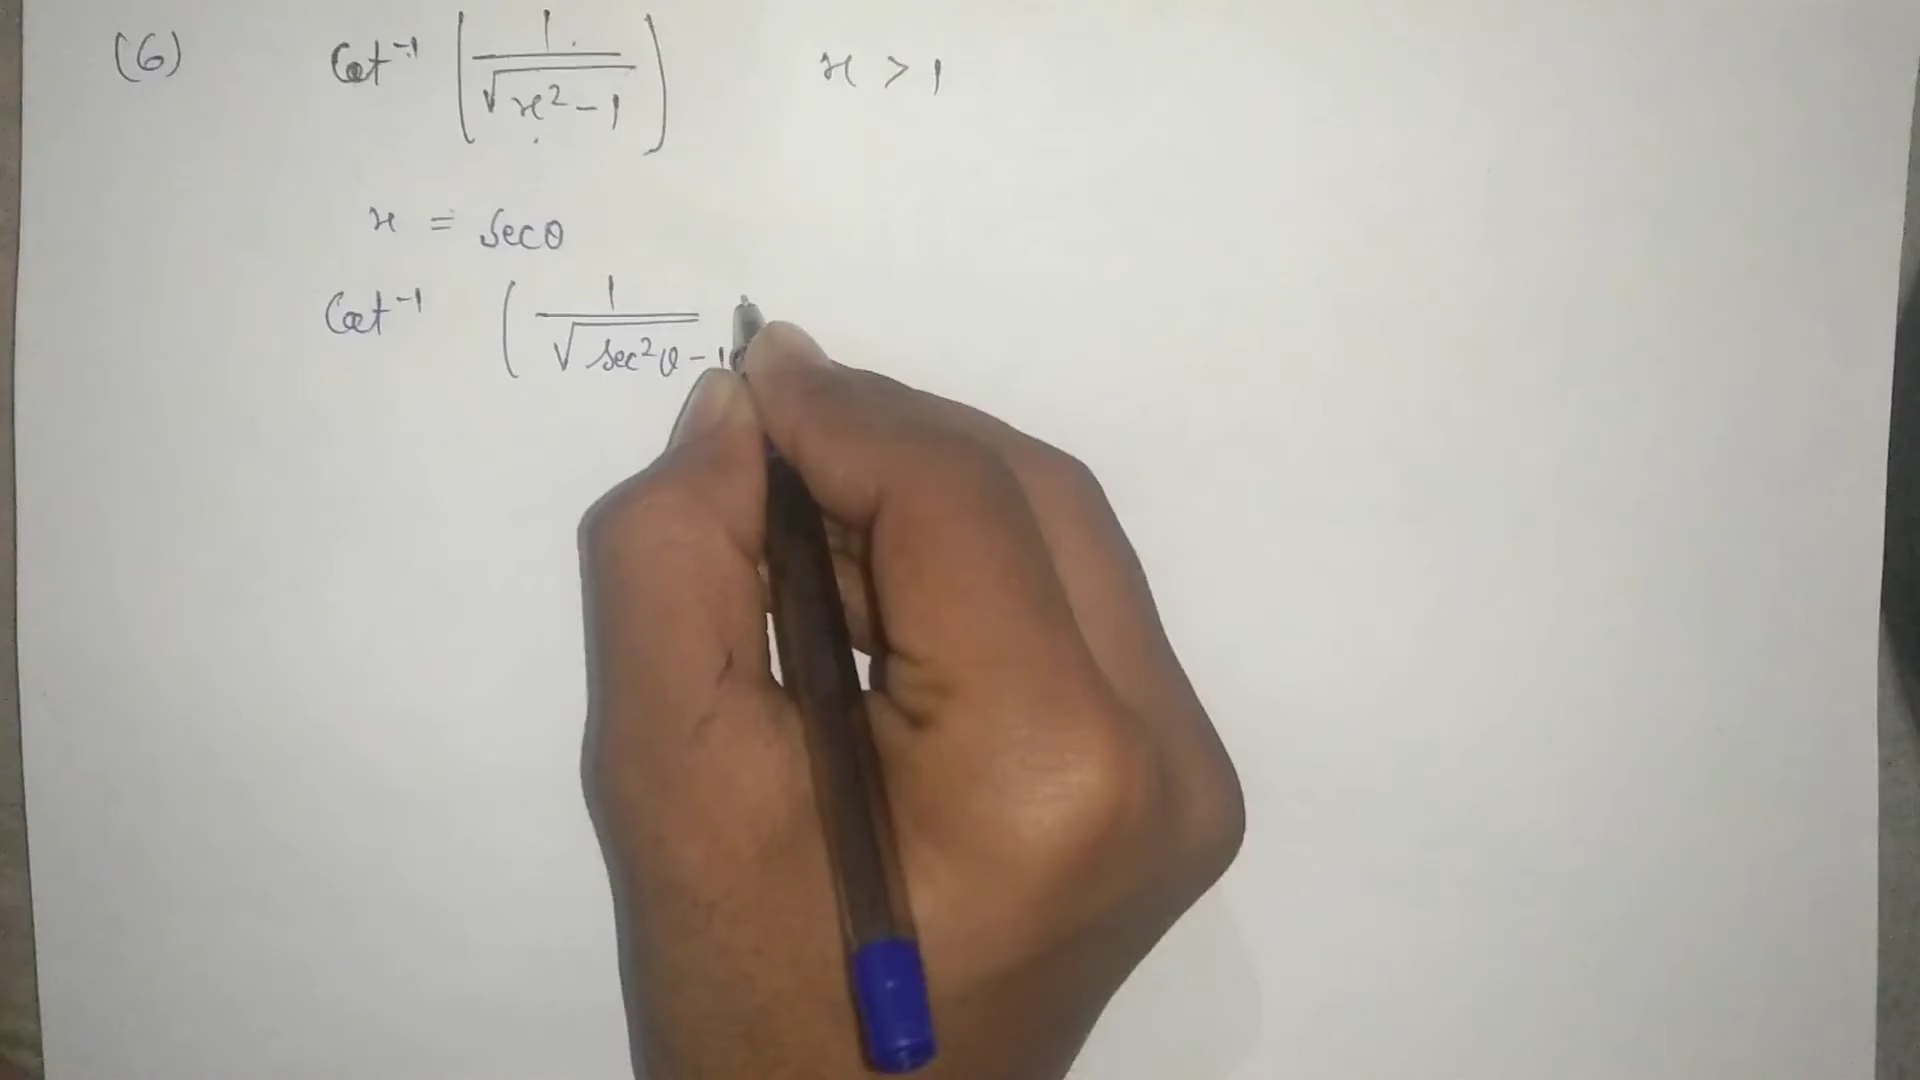 (6) Cot⁻¹ (1/√(x² - 1)) x > 1
x = secθ
Cot⁻¹ (1/√(sec²θ - 1